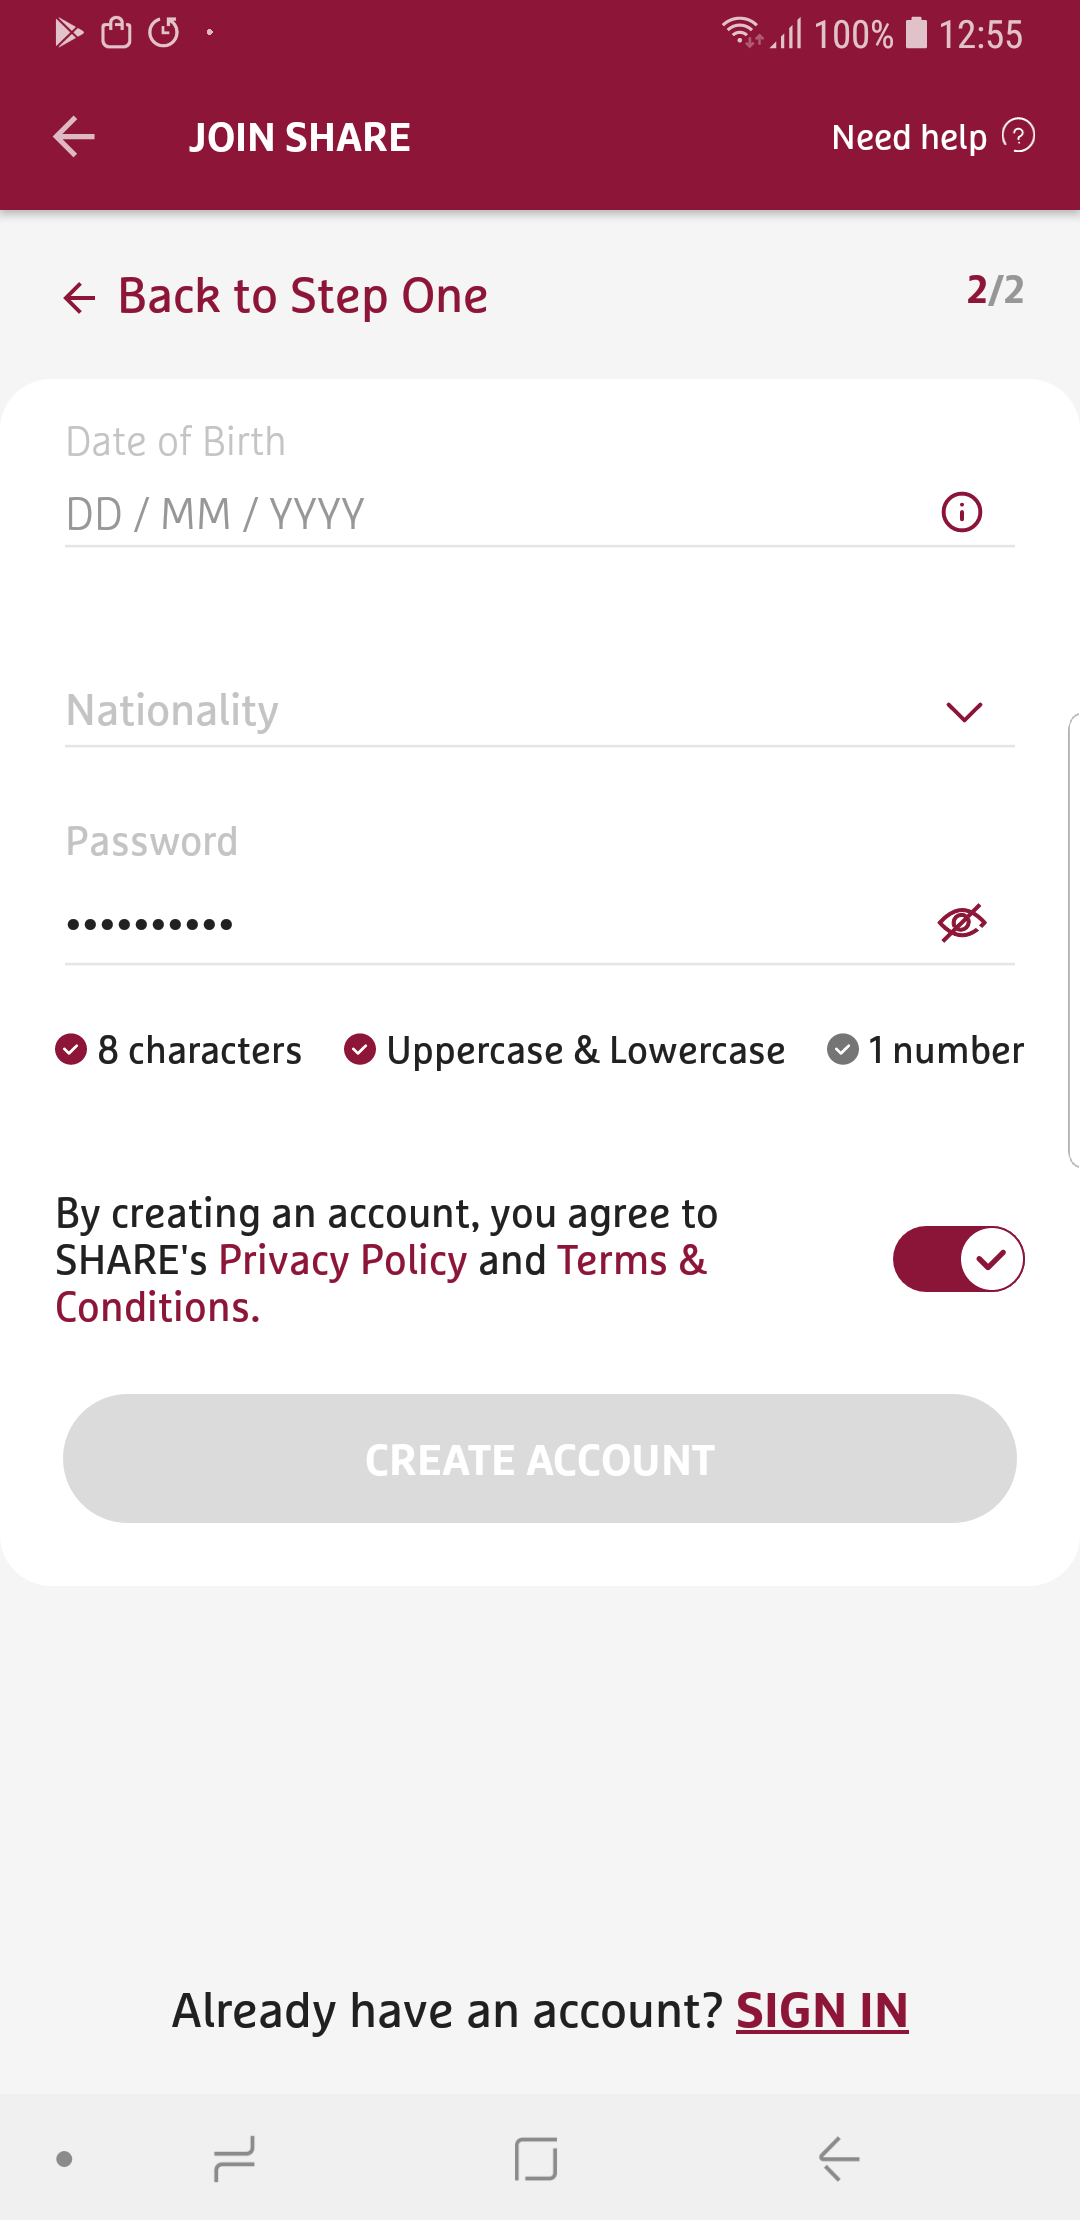 100% 12:55
JOIN SHARE Need help
Back to Step One 2/2
Date of Birth
DD / MM / YYYY
Nationality
Password
••••••••••
8 characters Uppercase & Lowercase 1 number
By creating an account, you agree to
SHARE's Privacy Policy and Terms &
Conditions.
CREATE ACCOUNT
Already have an account? SIGN IN